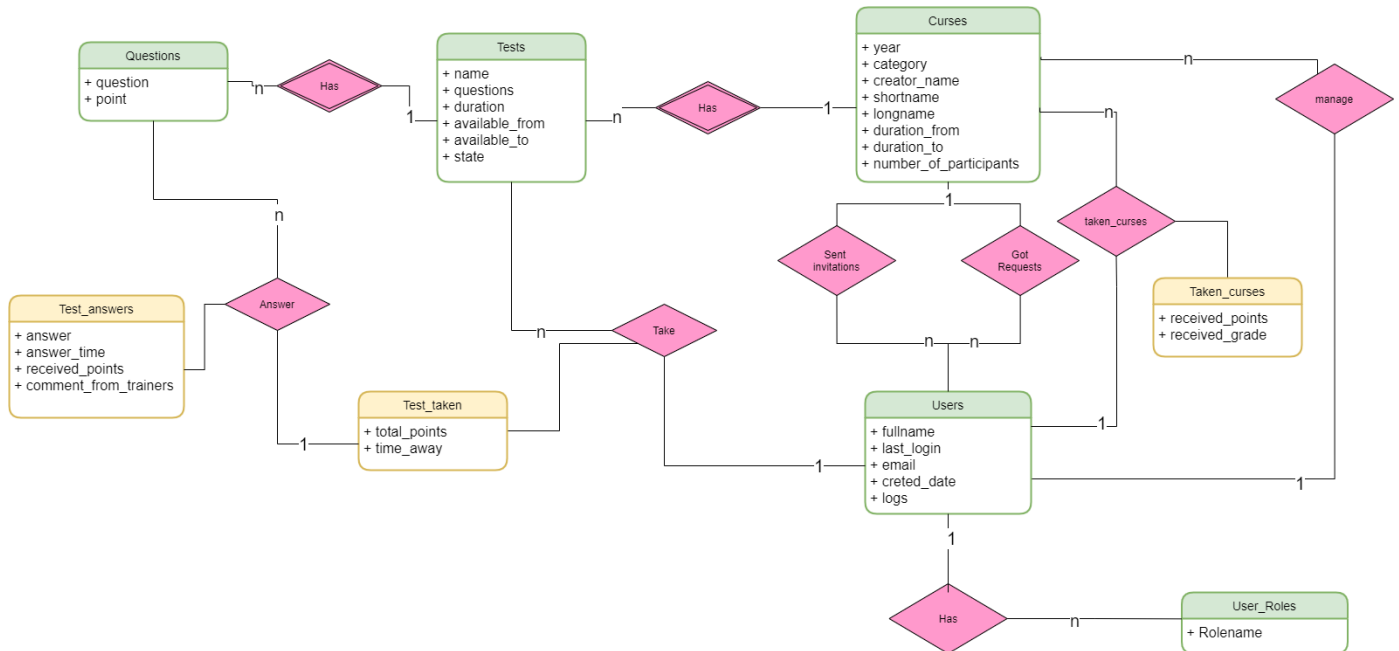 Questions
+ question
+ point
n
Has
1
Tests
+ name
+ questions
+ duration
+ available_from
+ available_to
+ state
n
Has
1
Curses
+ year
+ category
+ creator_name
+ shortname
+ longname
+ duration_from
+ duration_to
+ number_of_participants
n
manage
n
1
taken_curses
n
Sent
invitations
Got
Requests
Taken_curses
+ received_points
+ received_grade
Test_answers
+ answer
+ answer_time
+ received_points
+ comment_from_trainers
Answer
n
Take
n
n
1
Test_taken
+ total_points
+ time_away
1
1
Users
+ fullname
+ last_login
+ email
+ creted_date
+ logs
1
1
Has
n
User_Roles
+ Rolename